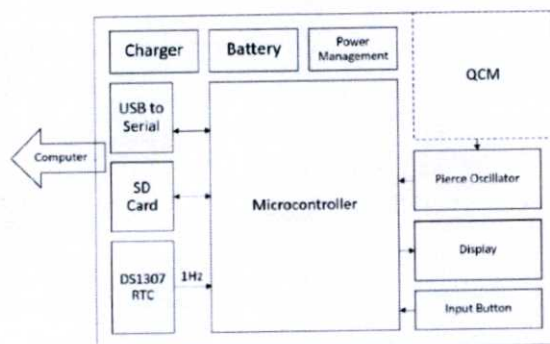 Charger
Battery
Power
Management
QCM
USB to
Serial
Computer
SD
Card
Microcontroller
Pierce Oscillator
Display
DS1307
RTC
1Hz
Input Button